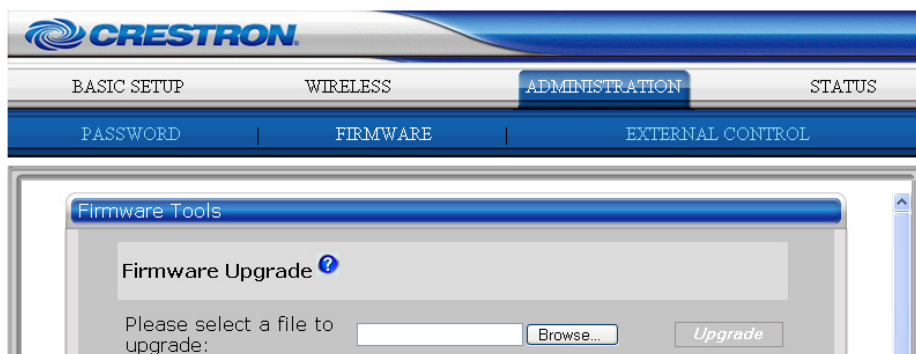 CRESTRON.
BASIC SETUP WIRELESS ADMINISTRATION STATUS
PASSWORD | FIRMWARE | EXTERNAL CONTROL
Firmware Tools
Firmware Upgrade ?
Please select a file to upgrade: Browse... Upgrade